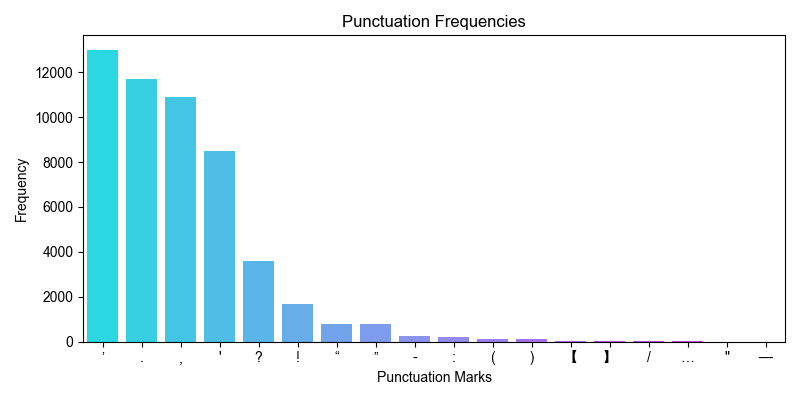 Punctuation Frequencies
Frequency
12000
10000
8000
6000
4000
2000
0
’ . , ' ? ! “ ” - : ( ) 【 】 / … " —
Punctuation Marks